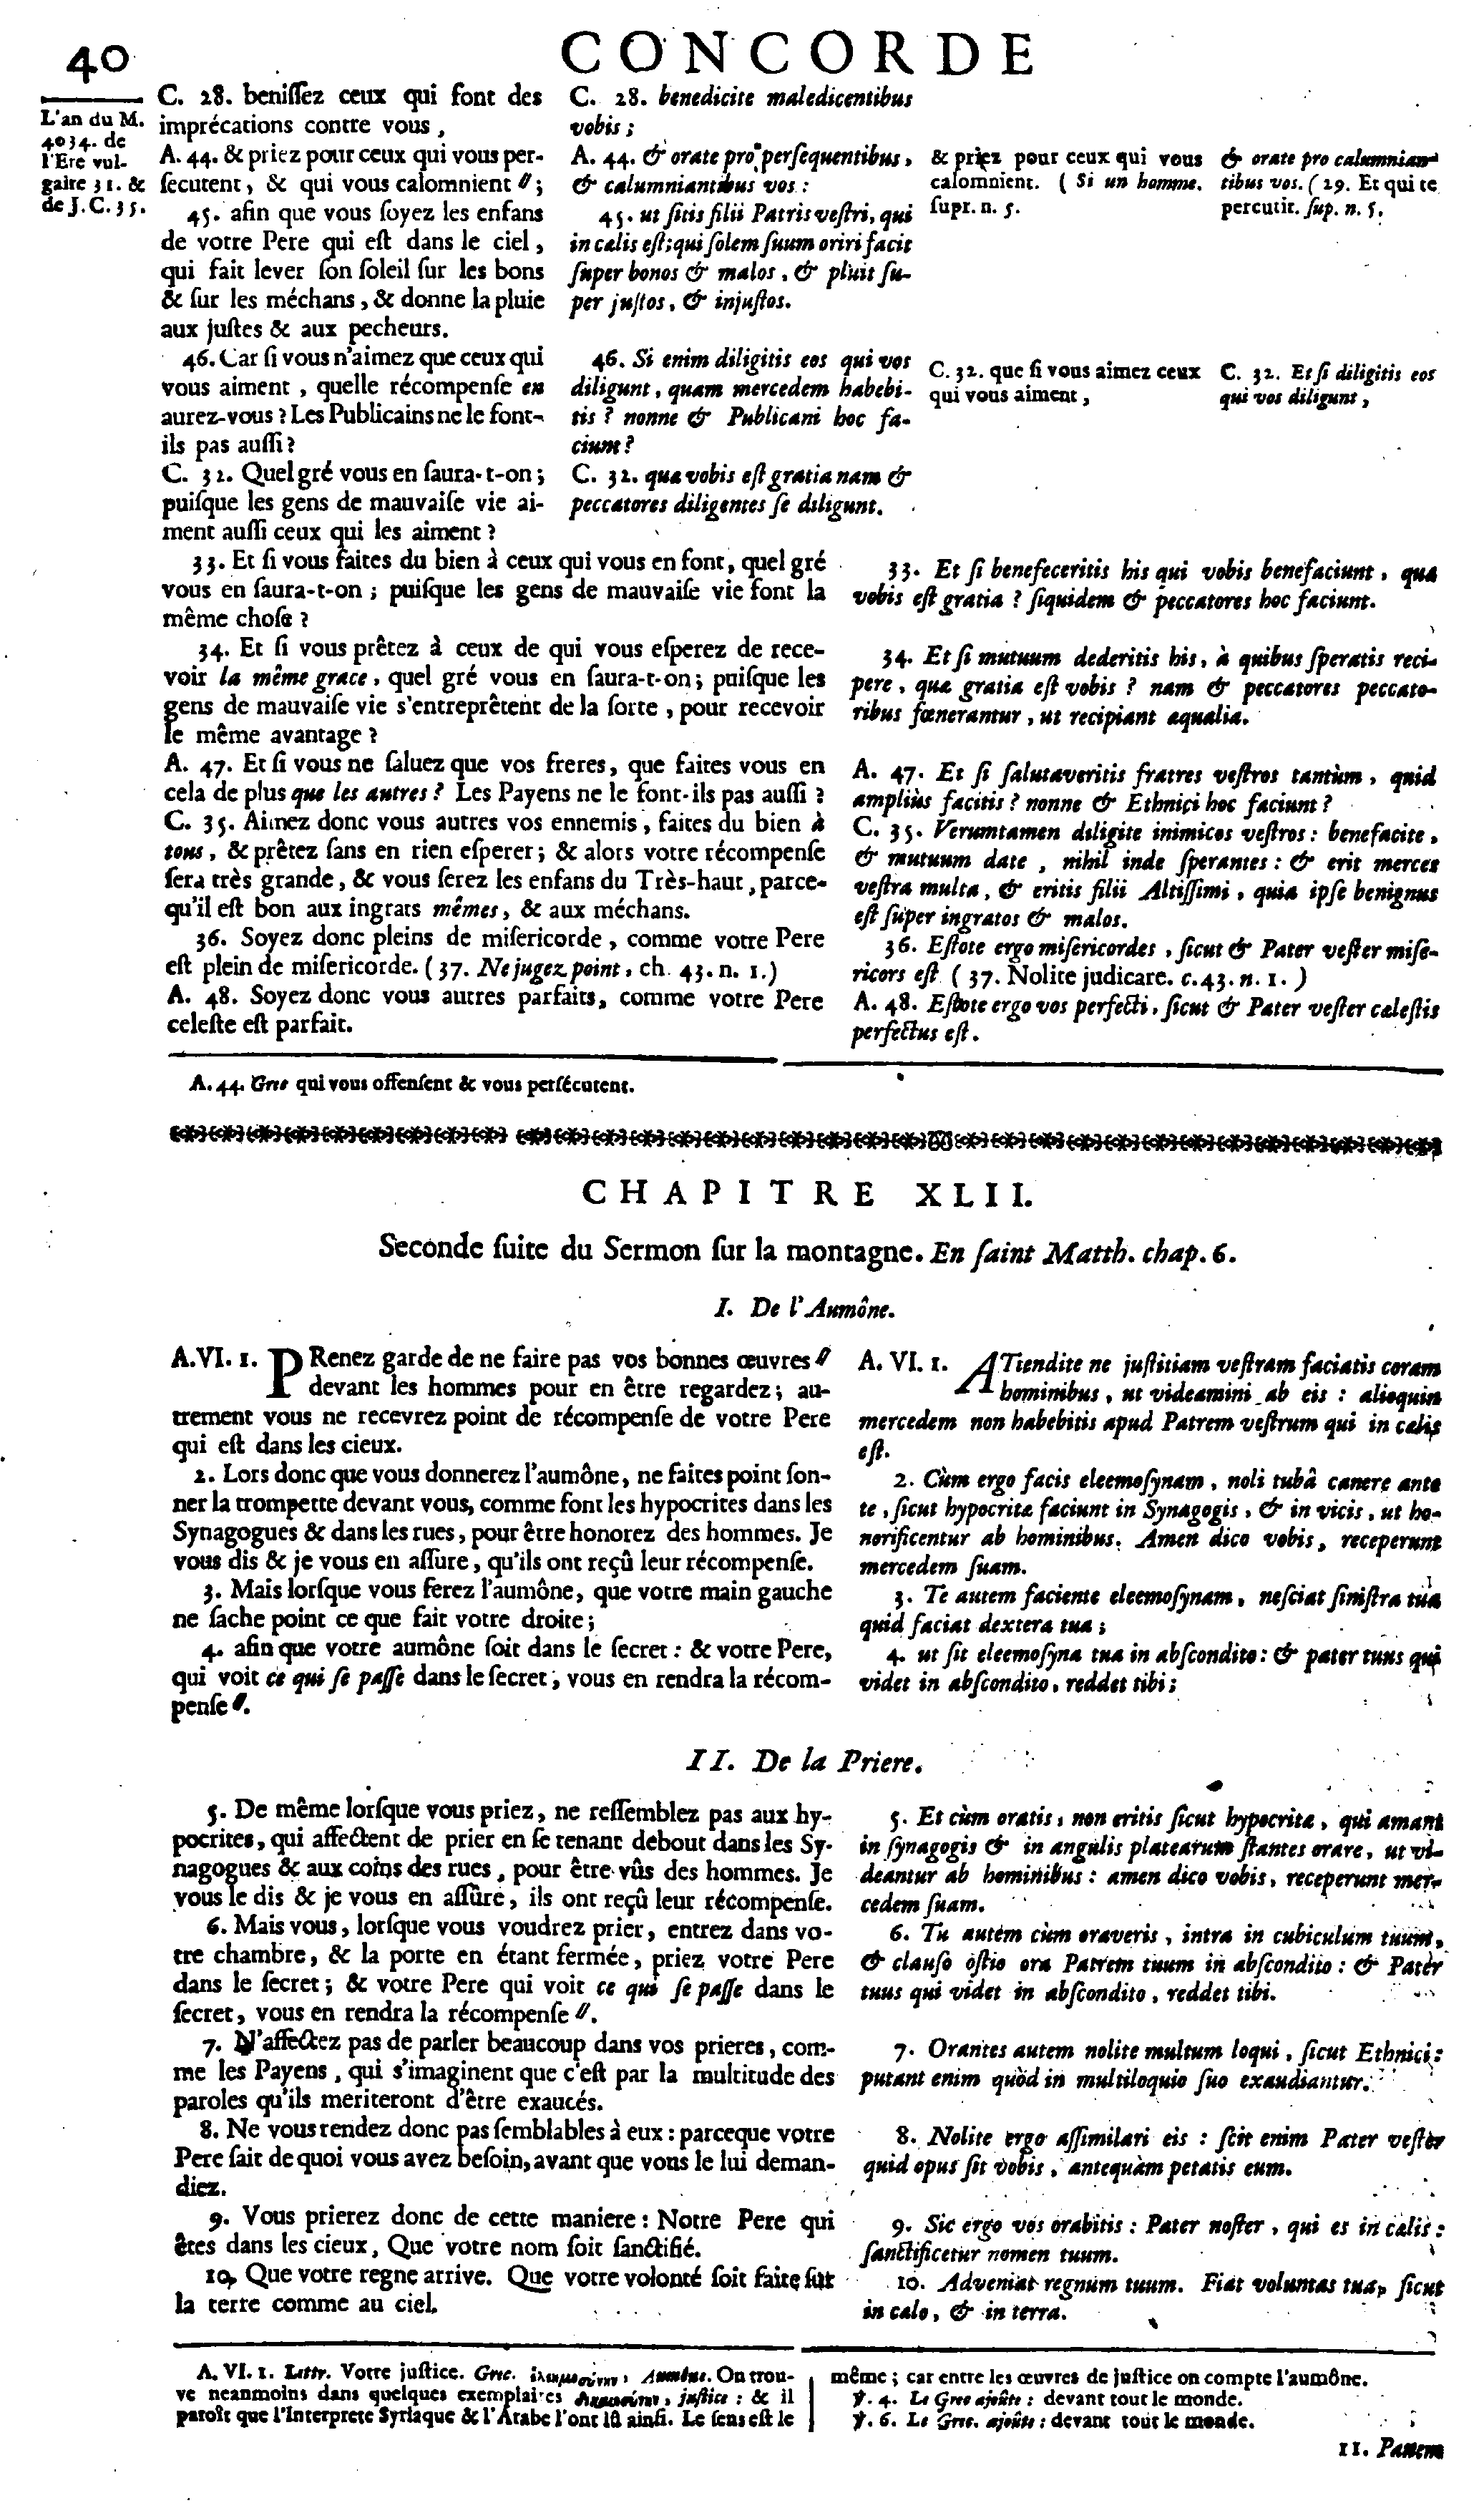 40
CONCORDE
L'an du M.
4034. de
l'Ere vul-
gaire 31. &
de J.C. 35.
C. 28. benissez ceux qui font des
imprécations contre vous,
A. 44. & priez pour ceux qui vous per-
secutent, & qui vous calomnient //;
45. afin que vous soyez les enfans
de votre Pere qui est dans le ciel,
qui fait lever son soleil sur les bons
& sur les méchans, & donne la pluie
aux justes & aux pecheurs.
46. Car si vous n'aimez que ceux qui
vous aiment, quelle récompense en
aurez-vous? Les Publicains ne le font-
ils pas aussi?
C. 32. Quel gré vous en saura-t-on;
puisque les gens de mauvaise vie ai-
ment aussi ceux qui les aiment?
C. 28. benedicite maledicentibus
vobis;
A. 44. & orate pro persequentibus,
& calumniantibus vos:
45. ut sitis filii Patris vestri, qui
in cælis est; qui solem suum oriri facit
super bonos & malos, & pluit su-
per justos, & injustos.
46. Si enim diligitis eos qui vos
diligunt, quam mercedem habebi-
tis? nonne & Publicani hoc fa-
ciunt?
C. 32. quæ vobis est gratia nam &
peccatores diligentes se diligunt.
& priez pour ceux qui vous
calomnient. (Si un homme.
supr. n. 5.
C. 32. que si vous aimez ceux
qui vous aiment,
& orate pro calumnian-
tibus vos. (29. Et qui te
percutit. sup. n. 5.
C. 32. Et si diligitis eos
qui vos diligunt,
33. Et si vous faites du bien à ceux qui vous en font, quel gré
vous en saura-t-on; puisque les gens de mauvaise vie font la
même chose?
34. Et si vous prêtez à ceux de qui vous esperez de rece-
voir la même grace, quel gré vous en saura-t-on; puisque les
gens de mauvaise vie s'entreprêtent de la sorte, pour recevoir
le même avantage?
A. 47. Et si vous ne saluez que vos freres, que faites vous en
cela de plus que les autres? Les Payens ne le font-ils pas aussi?
C. 35. Aimez donc vous autres vos ennemis, faites du bien à
tous, & prêtez sans en rien esperer; & alors votre récompense
sera très grande, & vous serez les enfans du Très-haut, parce-
qu'il est bon aux ingrats mêmes, & aux méchans.
36. Soyez donc pleins de misericorde, comme votre Pere
est plein de misericorde. (37. Ne jugez point, ch. 43. n. 1.)
A. 48. Soyez donc vous autres parfaits, comme votre Pere
celeste est parfait.
33. Et si benefeceritis his qui vobis benefaciunt, quæ
vobis est gratia? siquidem & peccatores hoc faciunt.
34. Et si mutuum dederitis his, à quibus speratis reci-
pere, quæ gratia est vobis? nam & peccatores peccato-
ribus fœnerantur, ut recipiant æqualia.
A. 47. Et si salutaveritis fratres vestros tantùm, quid
ampliùs facitis? nonne & Ethnici hoc faciunt?
C. 35. Verumtamen diligite inimicos vestros: benefacite,
& mutuum date, nihil inde sperantes: & erit merces
vestra multa, & eritis filii Altissimi, quia ipse benignus
est super ingratos & malos.
36. Estote ergo misericordes, sicut & Pater vester mise-
ricors est (37. Nolite judicare. c. 43. n. 1.)
A. 48. Estote ergo vos perfecti, sicut & Pater vester cælestis
perfectus est.
A. 44. Grec qui vous offensent & vous persécutent.
CHAPITRE XLII.
Seconde suite du Sermon sur la montagne. En saint Matth. chap. 6.
I. De l'Aumône.
A. VI. 1. PRenez garde de ne faire pas vos bonnes œuvres //
devant les hommes pour en être regardez; au-
trement vous ne recevrez point de récompense de votre Pere
qui est dans les cieux.
2. Lors donc que vous donnerez l'aumône, ne faites point son-
ner la trompette devant vous, comme font les hypocrites dans les
Synagogues & dans les rues, pour être honorez des hommes. Je
vous dis & je vous en assure, qu'ils ont reçû leur récompense.
3. Mais lorsque vous ferez l'aumône, que votre main gauche
ne sache point ce que fait votre droite;
4. afin que votre aumône soit dans le secret: & votre Pere,
qui voit ce qui se passe dans le secret, vous en rendra la récom-
pense //.
A. VI. 1. ATtendite ne justitiam vestram faciatis coram
hominibus, ut videamini ab eis: alioquin
mercedem non habebitis apud Patrem vestrum qui in cælis
est.
2. Cùm ergo facis eleemosynam, noli tubâ canere ante
te, sicut hypocritæ faciunt in Synagogis, & in vicis, ut ho-
norificentur ab hominibus. Amen dico vobis, receperunt
mercedem suam.
3. Te autem faciente eleemosynam, nesciat sinistra tua
quid faciat dextera tua;
4. ut sit eleemosyna tua in abscondito: & pater tuus qui
videt in abscondito, reddet tibi;
II. De la Priere.
5. De même lorsque vous priez, ne ressemblez pas aux hy-
pocrites, qui affectent de prier en se tenant debout dans les Sy-
nagogues & aux coins des rues, pour être vûs des hommes. Je
vous le dis & je vous en assûre, ils ont reçû leur récompense.
6. Mais vous, lorsque vous voudrez prier, entrez dans vo-
tre chambre, & la porte en étant fermée, priez votre Pere
dans le secret; & votre Pere qui voit ce qui se passe dans le
secret, vous en rendra la récompense //.
7. N'affectez pas de parler beaucoup dans vos prieres, com-
me les Payens, qui s'imaginent que c'est par la multitude des
paroles qu'ils meriteront d'être exaucés.
8. Ne vous rendez donc pas semblables à eux: parceque votre
Pere sait de quoi vous avez besoin, avant que vous le lui deman-
diez.
9. Vous prierez donc de cette maniere: Notre Pere qui
êtes dans les cieux, Que votre nom soit sanctifié.
10. Que votre regne arrive. Que votre volonté soit faite sur
la terre comme au ciel.
5. Et cùm oratis, non eritis sicut hypocritæ, qui amant
in synagogis & in angulis platearum stantes orare, ut vi-
deantur ab hominibus: amen dico vobis, receperunt mer-
cedem suam.
6. Tu autem cùm oraveris, intra in cubiculum tuum,
& clauso ostio ora Patrem tuum in abscondito: & Pater
tuus qui videt in abscondito, reddet tibi.
7. Orantes autem nolite multum loqui, sicut Ethnici:
putant enim quòd in multiloquio suo exaudiantur.
8. Nolite ergo assimilari eis: scit enim Pater vester
quid opus sit vobis, antequàm petatis eum.
9. Sic ergo vos orabitis: Pater noster, qui es in cælis:
sanctificetur nomen tuum.
10. Adveniat regnum tuum. Fiat voluntas tua, sicut
in cælo, & in terra.
A. VI. 1. Lettr. Votre justice. Grec. Aumône. On trou-
ve neanmoins dans quelques exemplaires justice: & il
paroît que l'Interprete Syriaque & l'Arabe l'ont lû ainsi. Le sens est le
même; car entre les œuvres de justice on compte l'aumône.
℣. 4. Le Grec ajoûte: devant tout le monde.
℣. 6. Le Grec. ajoûte: devant tout le monde.
11. Panem